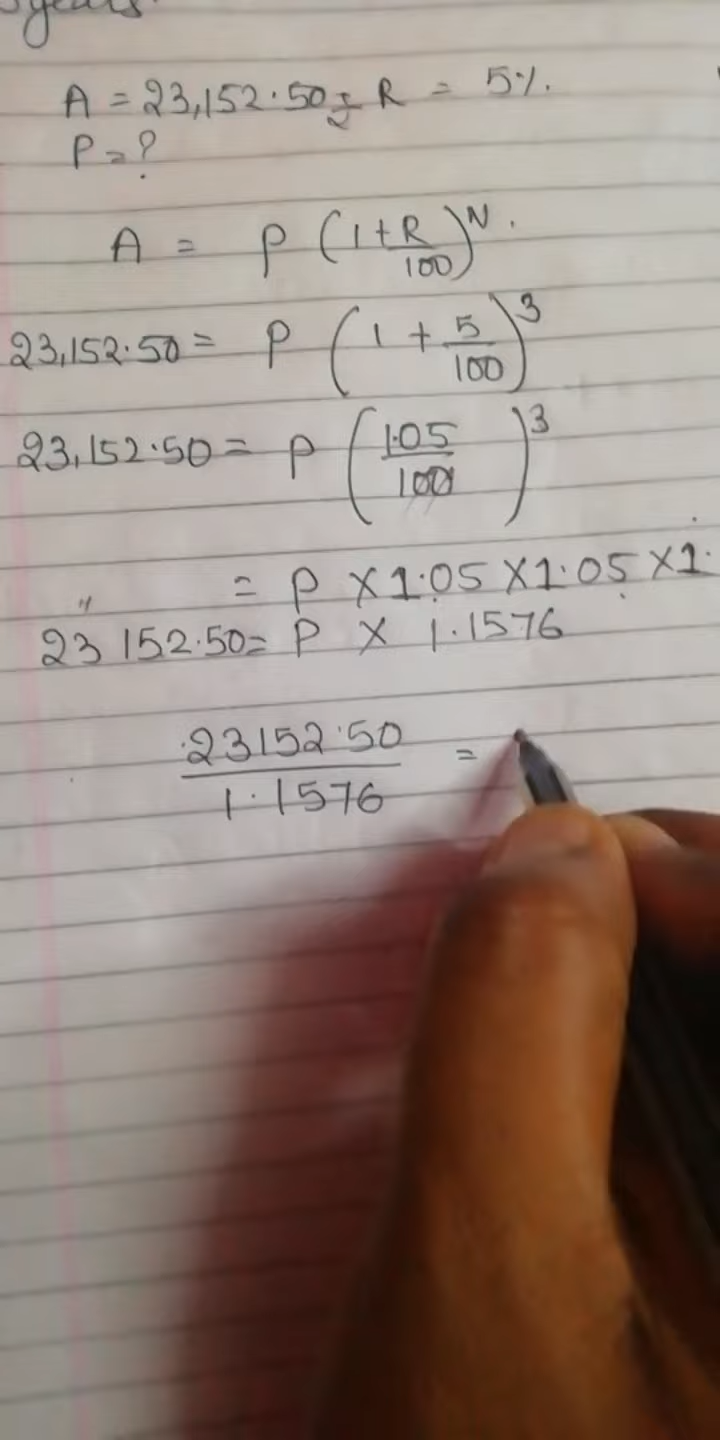 years.
A = 23,152.50 R = 5%.
P = ?
A = P (1 + R/100)^N.
23,152.50 = P (1 + 5/100)^3
23,152.50 = P (1.05/100)^3
" = P × 1.05 × 1.05 × 1.
23 152.50 = P × 1.1576
23152.50/1.1576 =